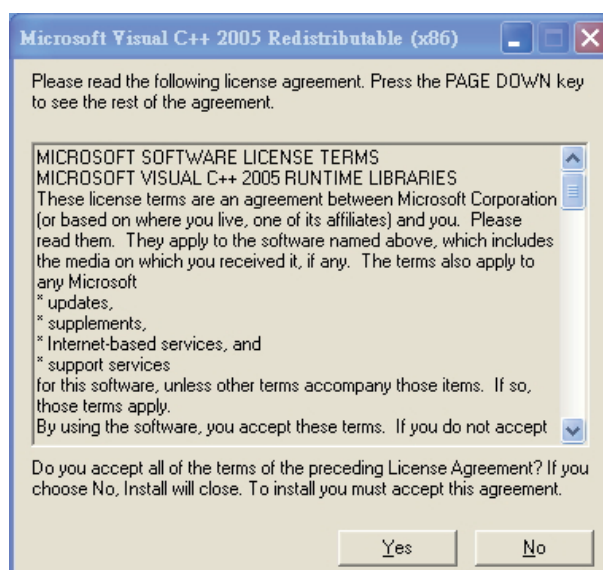 Microsoft Visual C++ 2005 Redistributable (x86)
Please read the following license agreement. Press the PAGE DOWN key
to see the rest of the agreement.
MICROSOFT SOFTWARE LICENSE TERMS
MICROSOFT VISUAL C++ 2005 RUNTIME LIBRARIES
These license terms are an agreement between Microsoft Corporation
(or based on where you live, one of its affiliates) and you.  Please
read them.  They apply to the software named above, which includes
the media on which you received it, if any.  The terms also apply to
any Microsoft
* updates,
* supplements,
* Internet-based services, and
* support services
for this software, unless other terms accompany those items.  If so,
those terms apply.
By using the software, you accept these terms.  If you do not accept
Do you accept all of the terms of the preceding License Agreement? If you
choose No, Install will close. To install you must accept this agreement.
Yes
No